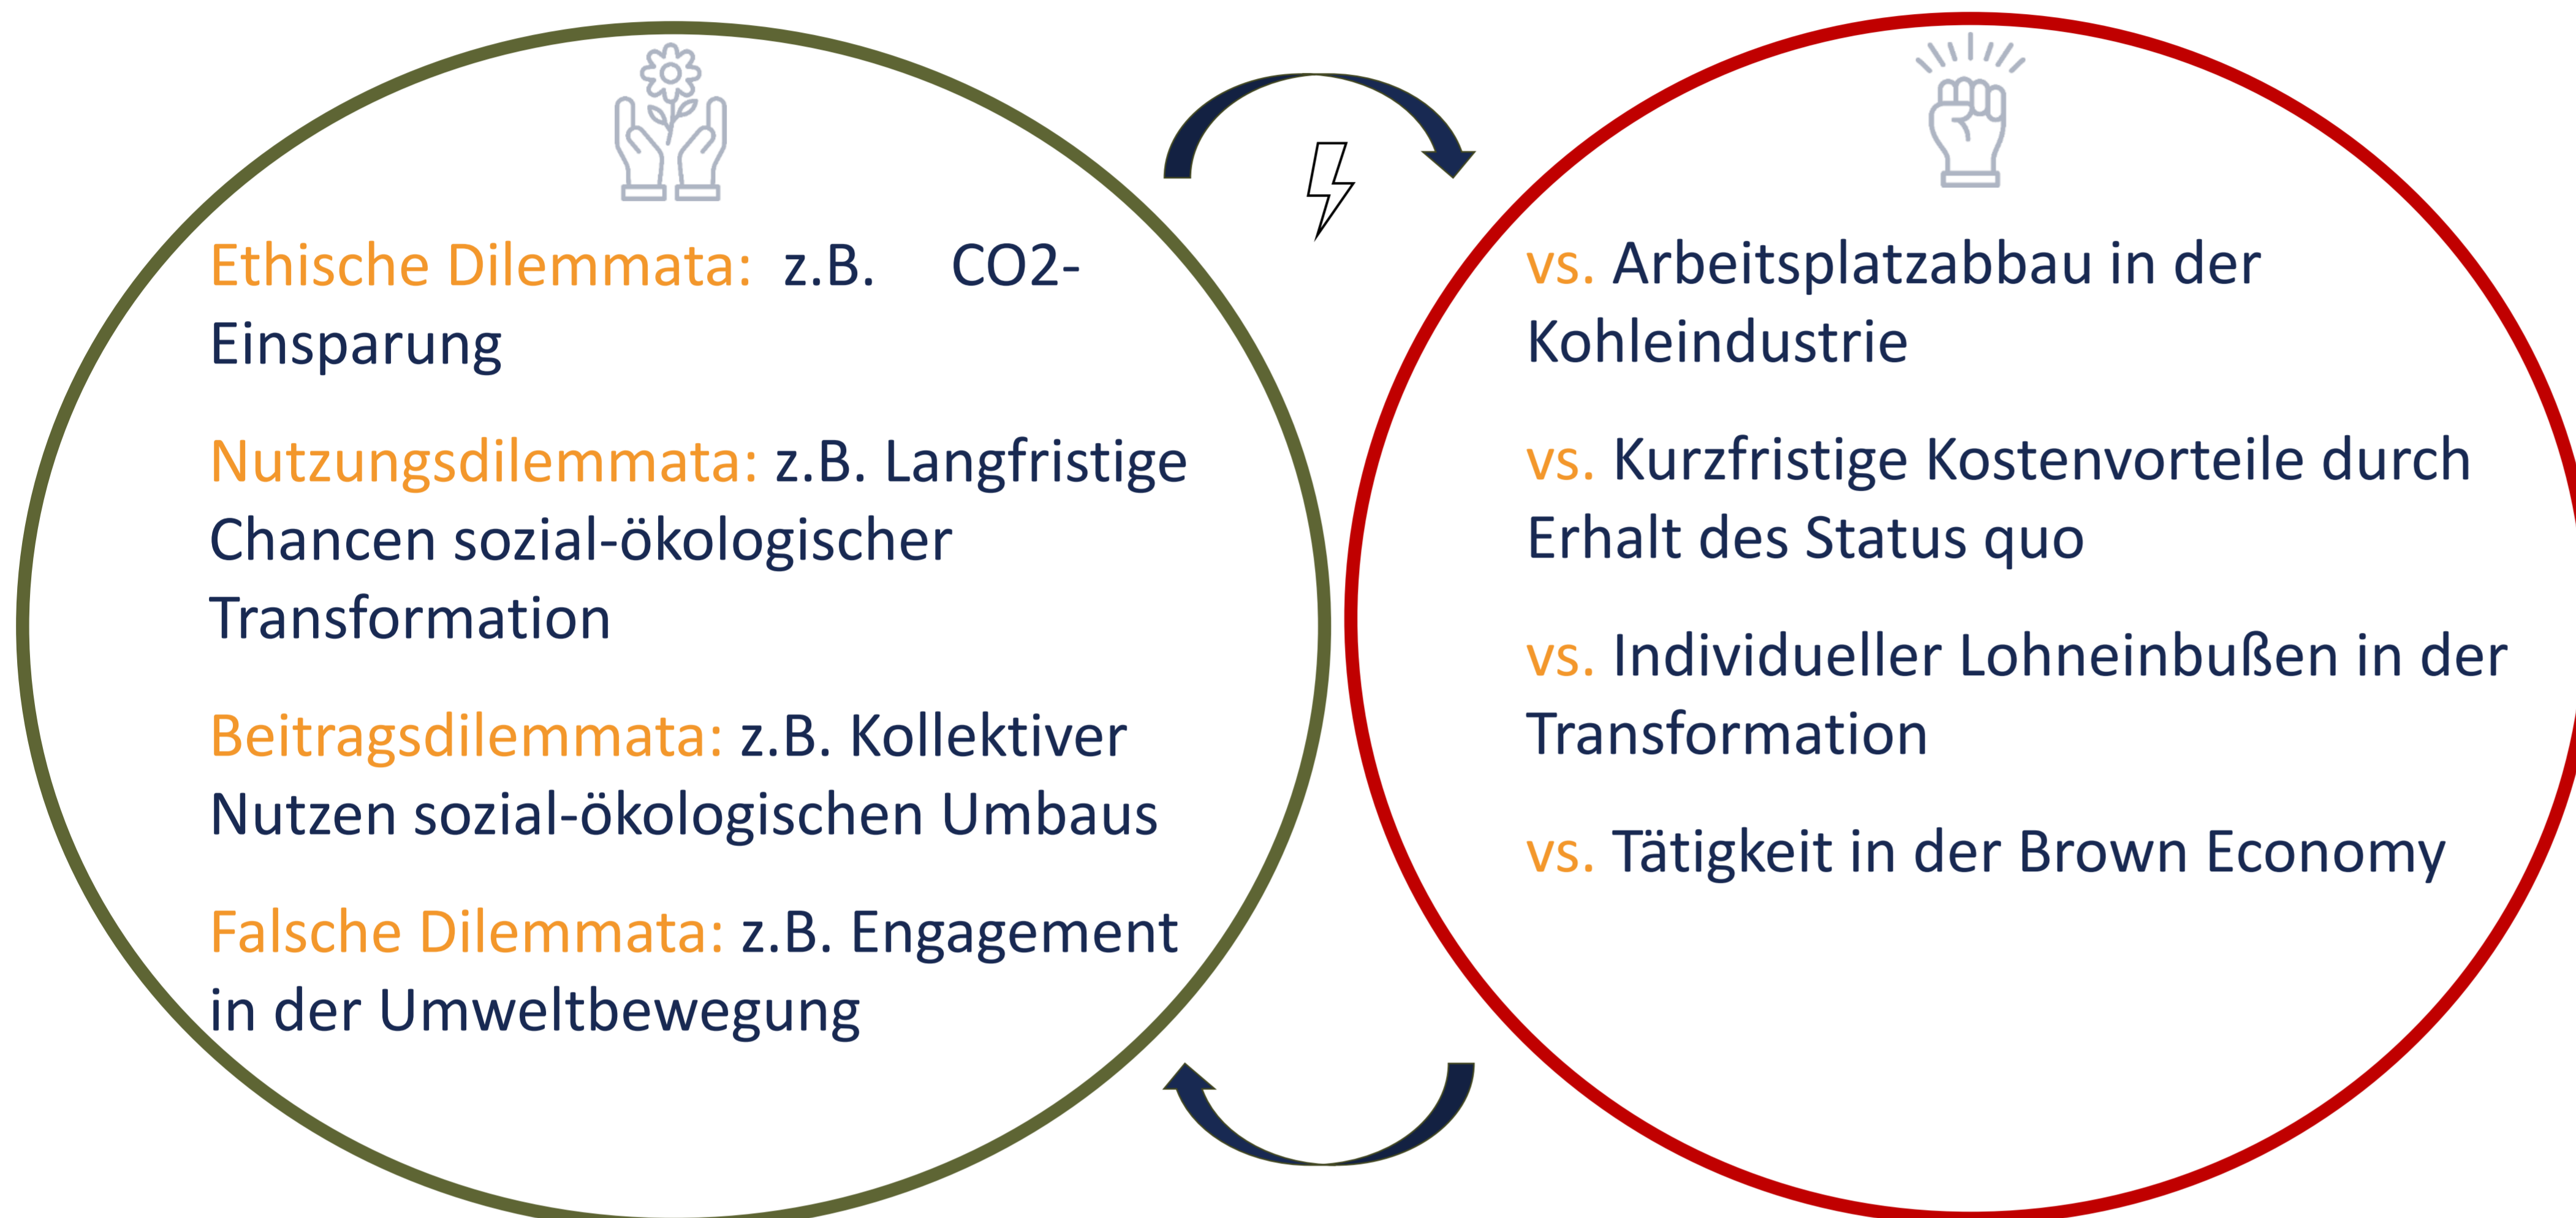 Ethische Dilemmata: z.B. CO2-
Einsparung
Nutzungsdilemmata: z.B. Langfristige
Chancen sozial-ökologischer
Transformation
Beitragsdilemmata: z.B. Kollektiver
Nutzen sozial-ökologischen Umbaus
Falsche Dilemmata: z.B. Engagement
in der Umweltbewegung
vs. Arbeitsplatzabbau in der
Kohleindustrie
vs. Kurzfristige Kostenvorteile durch
Erhalt des Status quo
vs. Individueller Lohneinbußen in der
Transformation
vs. Tätigkeit in der Brown Economy